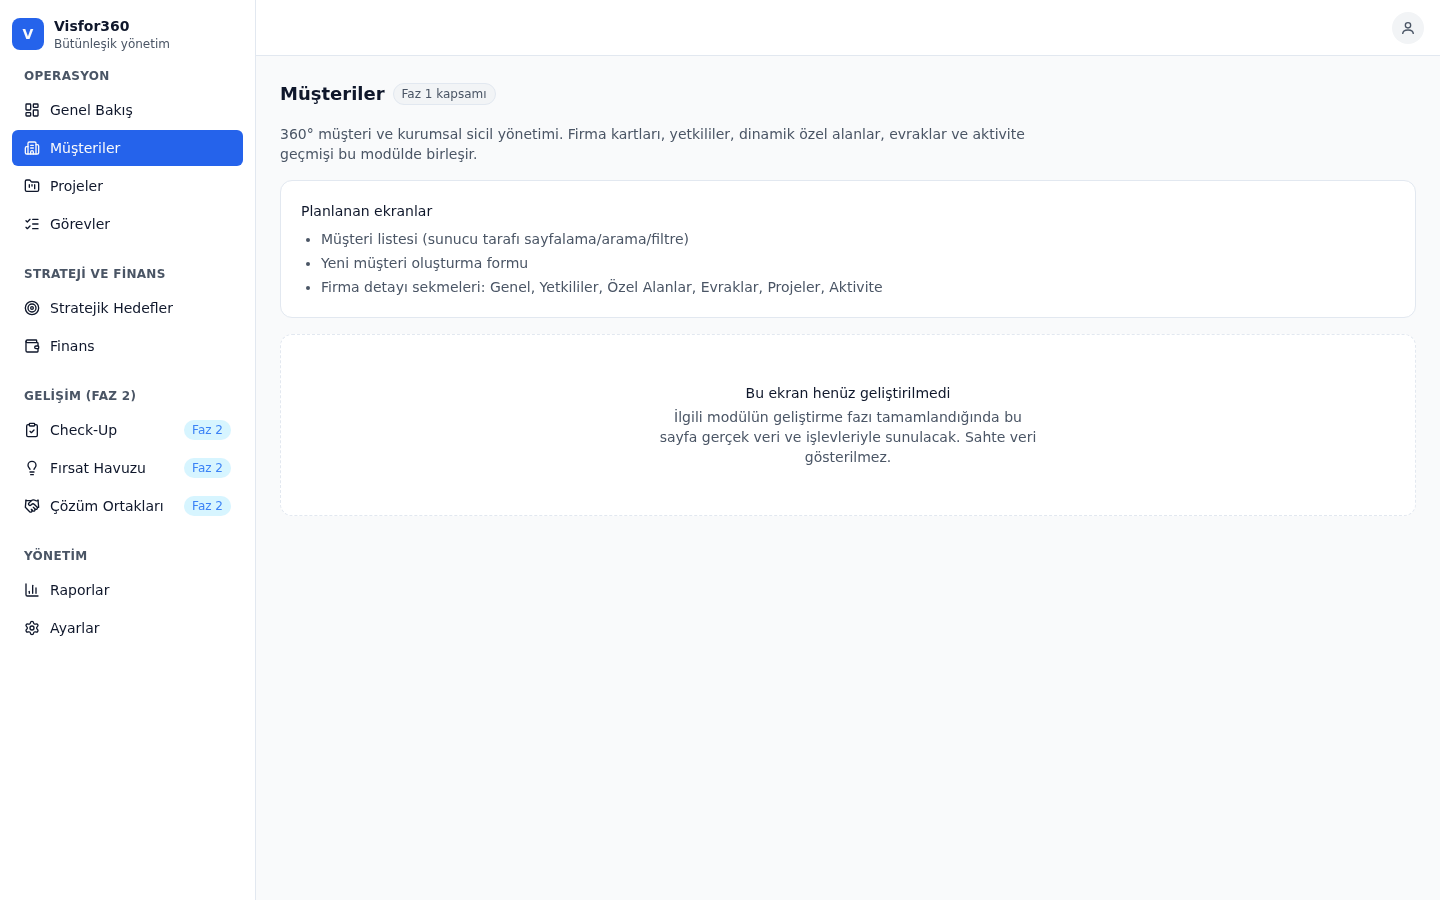 V
Visfor360
Bütünleşik yönetim
OPERASYON
Genel Bakış
Müşteriler
Projeler
Görevler
STRATEJİ VE FİNANS
Stratejik Hedefler
Finans
GELİŞİM (FAZ 2)
Check-Up Faz 2
Fırsat Havuzu Faz 2
Çözüm Ortakları Faz 2
YÖNETİM
Raporlar
Ayarlar
Müşteriler Faz 1 kapsamı
360° müşteri ve kurumsal sicil yönetimi. Firma kartları, yetkililer, dinamik özel alanlar, evraklar ve aktivite
geçmişi bu modülde birleşir.
Planlanan ekranlar
• Müşteri listesi (sunucu tarafı sayfalama/arama/filtre)
• Yeni müşteri oluşturma formu
• Firma detayı sekmeleri: Genel, Yetkililer, Özel Alanlar, Evraklar, Projeler, Aktivite
Bu ekran henüz geliştirilmedi
İlgili modülün geliştirme fazı tamamlandığında bu
sayfa gerçek veri ve işlevleriyle sunulacak. Sahte veri
gösterilmez.